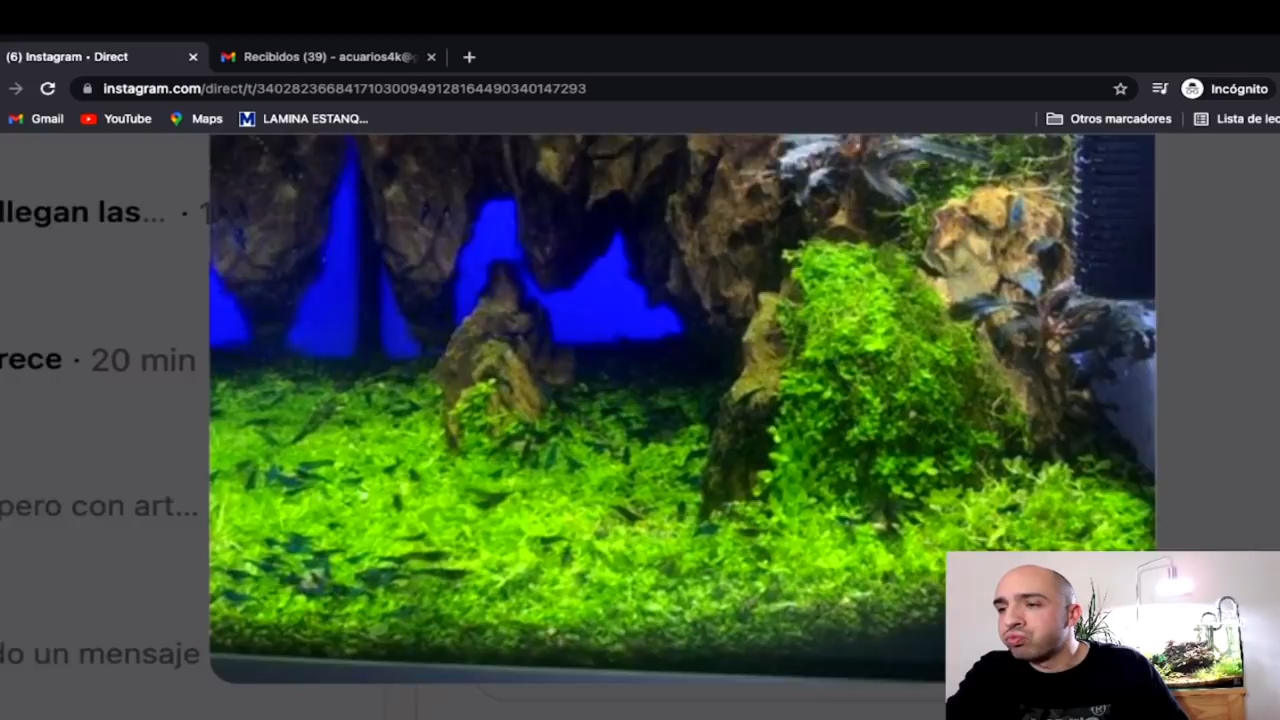 (6) Instagram • Direct
Recibidos (39) - acuarios4k@
instagram.com/direct/t/340282366841710300949128164490340147293
Incógnito
Gmail
YouTube
Maps
LAMINA ESTANQ...
Otros marcadores
Lista de lec
llegan las... · 1
rece · 20 min
pero con art...
do un mensaje